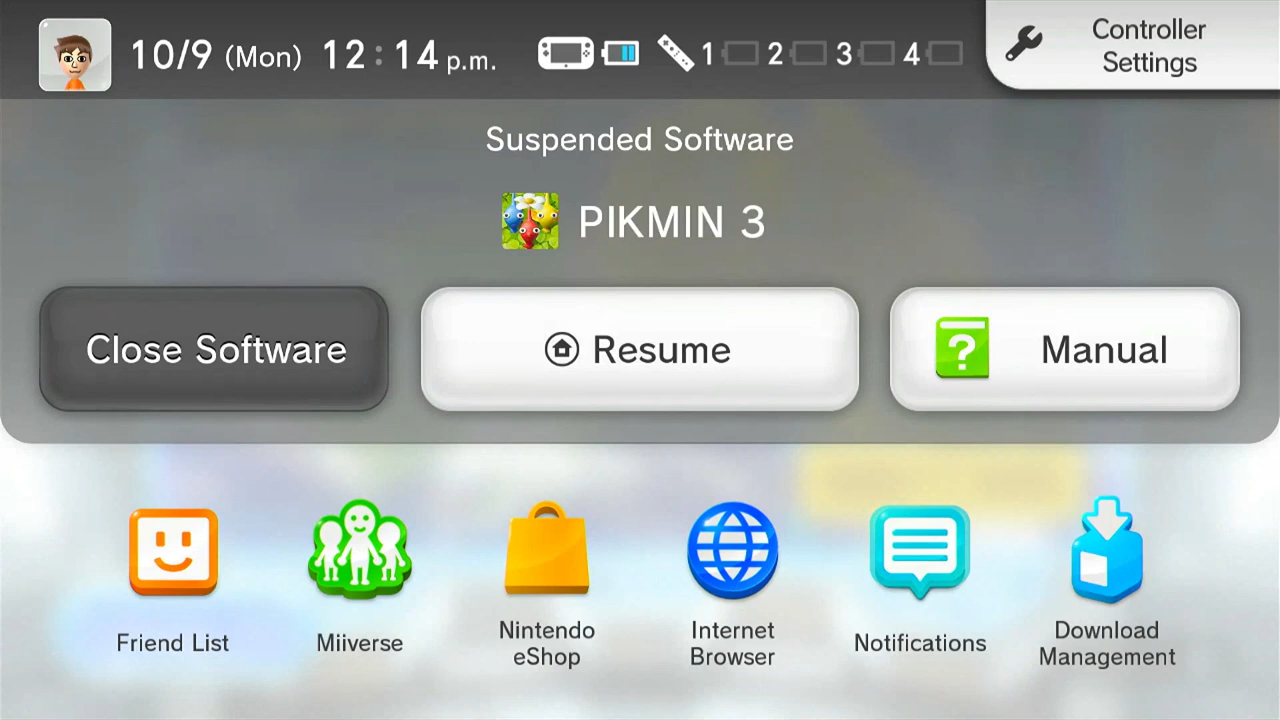 10/9 (Mon) 12:14 p.m.
1 2 3 4
Controller
Settings
Suspended Software
PIKMIN 3
Close Software
Resume
? Manual
Friend List
Miiverse
Nintendo
eShop
Internet
Browser
Notifications
Download
Management